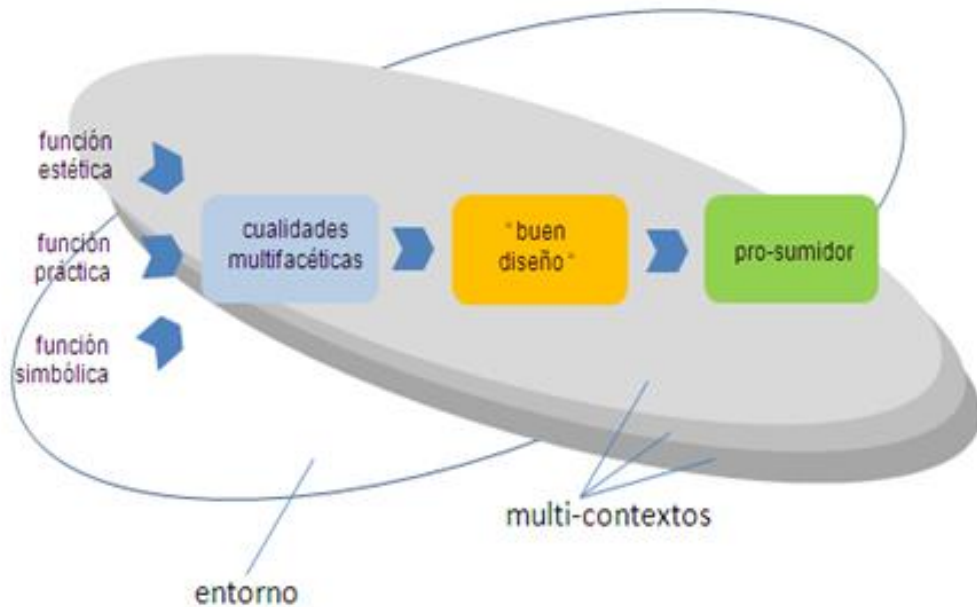 función
estética
función
práctica
función
simbólica
cualidades
multifacéticas
"buen
diseño"
pro-sumidor
multi-contextos
entorno